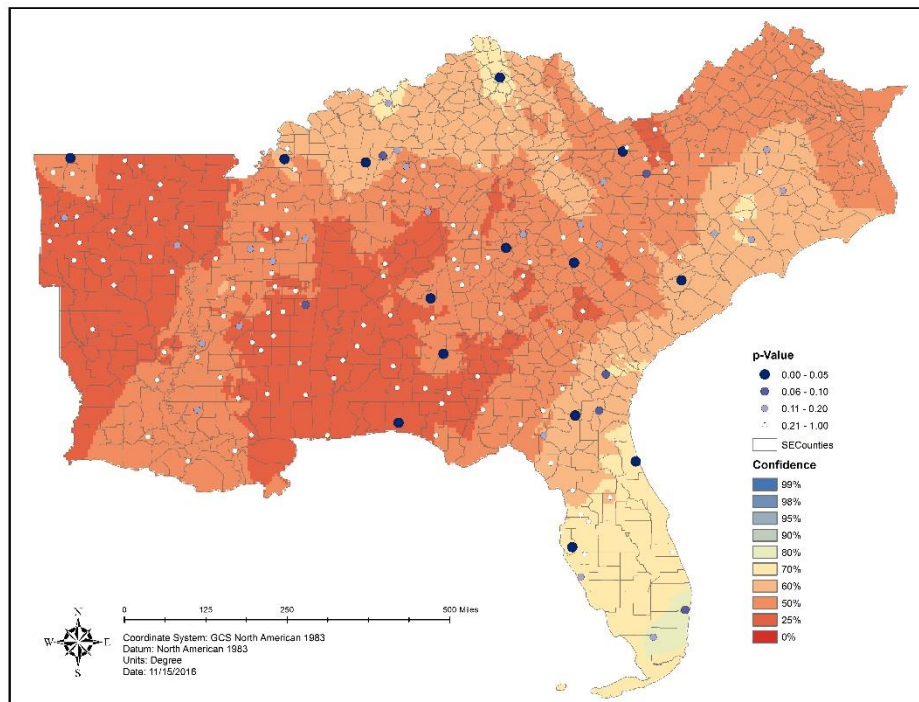 p-Value
0.00 - 0.05
0.06 - 0.10
0.11 - 0.20
0.21 - 1.00
SECounties
Confidence
99%
98%
95%
90%
80%
70%
60%
50%
25%
0%
N
W E
S
0 125 250 500 Miles
Coordinate System: GCS North American 1983
Datum: North American 1983
Units: Degree
Date: 11/15/2016